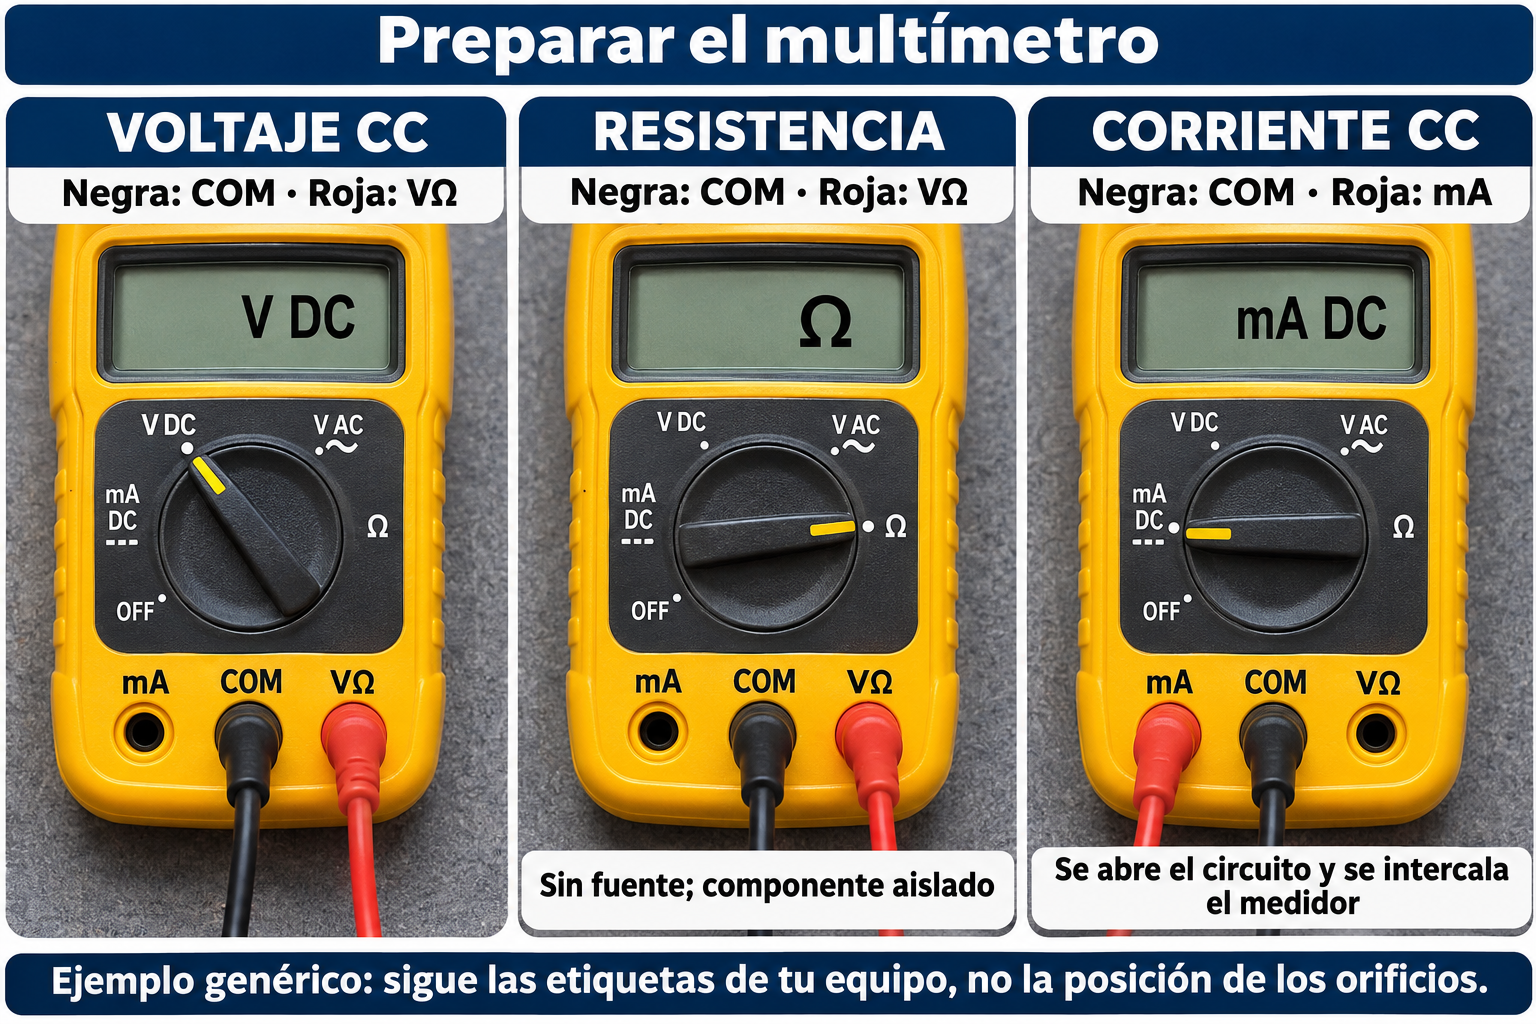 Preparar el multímetro
VOLTAJE CC
Negra: COM · Roja: VΩ
V DC
V DC
V AC
mA
DC
Ω
OFF
mA
COM
VΩ
RESISTENCIA
Negra: COM · Roja: VΩ
Ω
V DC
V AC
mA
DC
Ω
OFF
mA
COM
VΩ
Sin fuente; componente aislado
CORRIENTE CC
Negra: COM · Roja: mA
mA DC
V DC
V AC
mA
DC
Ω
OFF
mA
COM
VΩ
Se abre el circuito y se intercala
el medidor
Ejemplo genérico: sigue las etiquetas de tu equipo, no la posición de los orificios.